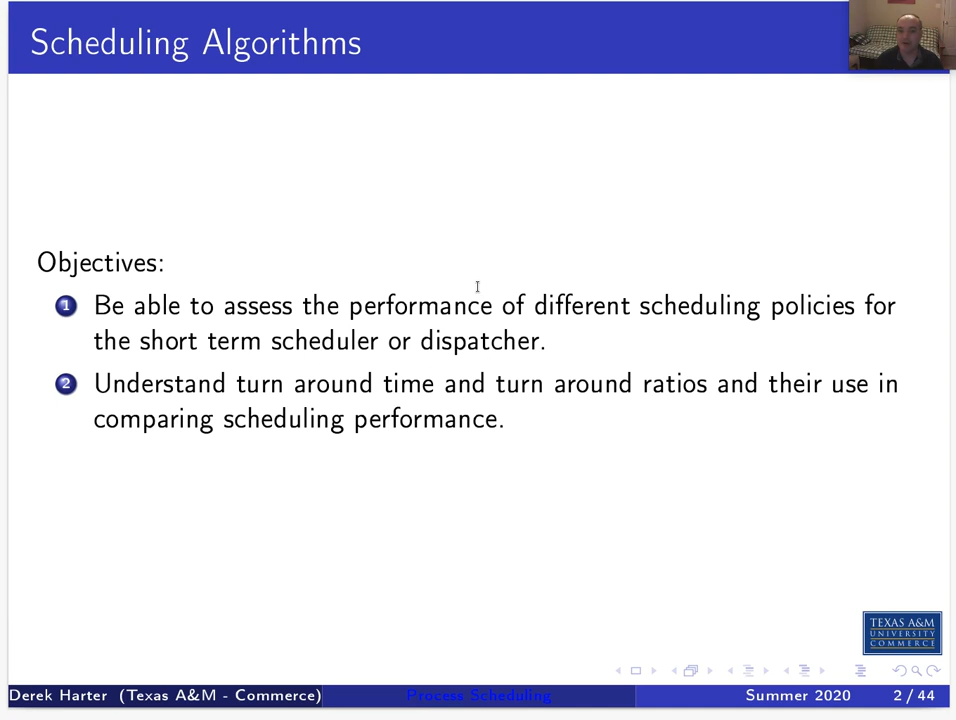 Scheduling Algorithms
Objectives:
1 Be able to assess the performance of different scheduling policies for
the short term scheduler or dispatcher.
2 Understand turn around time and turn around ratios and their use in
comparing scheduling performance.
TEXAS A&M
UNIVERSITY
COMMERCE
Derek Harter (Texas A&M - Commerce) Process Scheduling Summer 2020 2 / 44